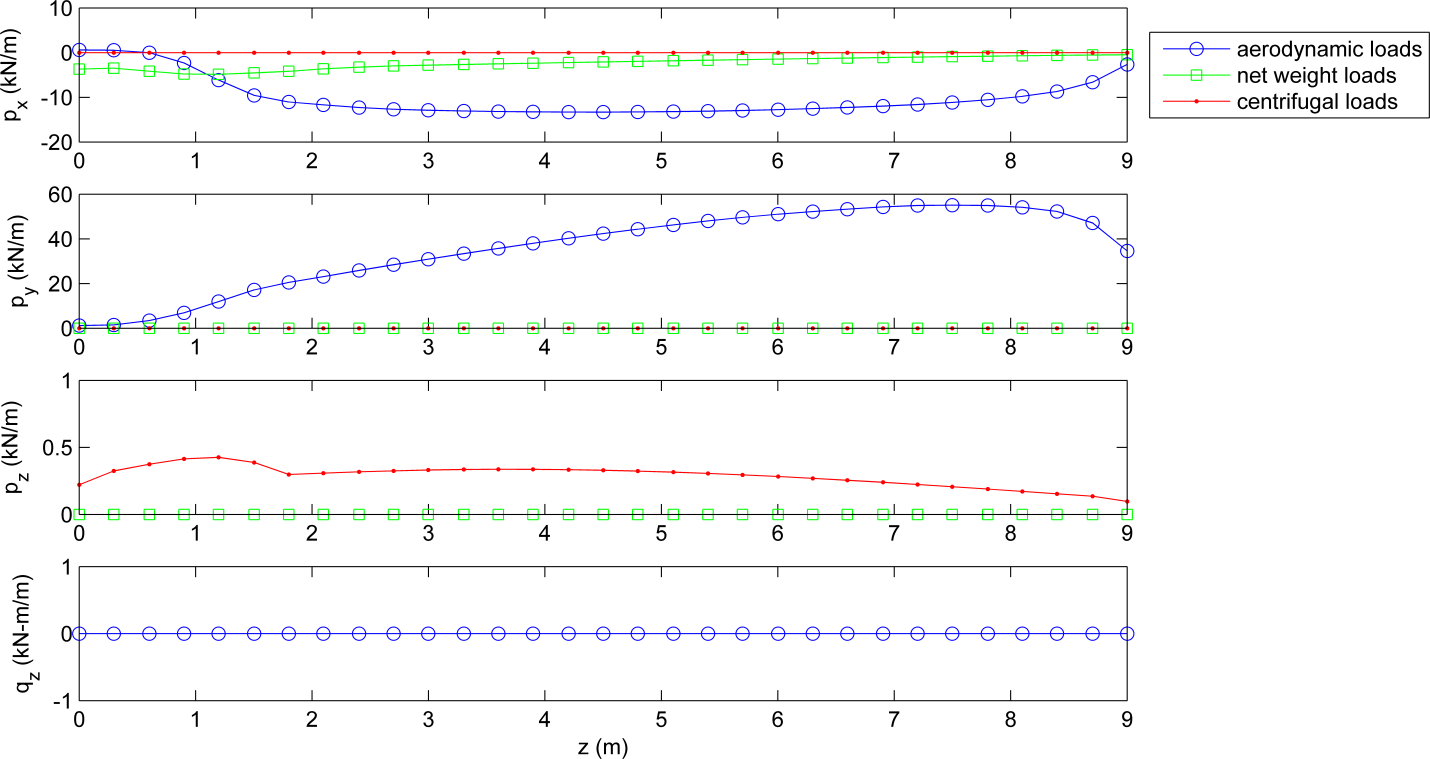 10
0
-10
-20
p_x (kN/m)
0 1 2 3 4 5 6 7 8 9
aerodynamic loads
net weight loads
centrifugal loads
60
40
20
0
p_y (kN/m)
0 1 2 3 4 5 6 7 8 9
1
0.5
0
p_z (kN/m)
0 1 2 3 4 5 6 7 8 9
1
0
-1
q_z (kN-m/m)
0 1 2 3 4 5 6 7 8 9
z (m)